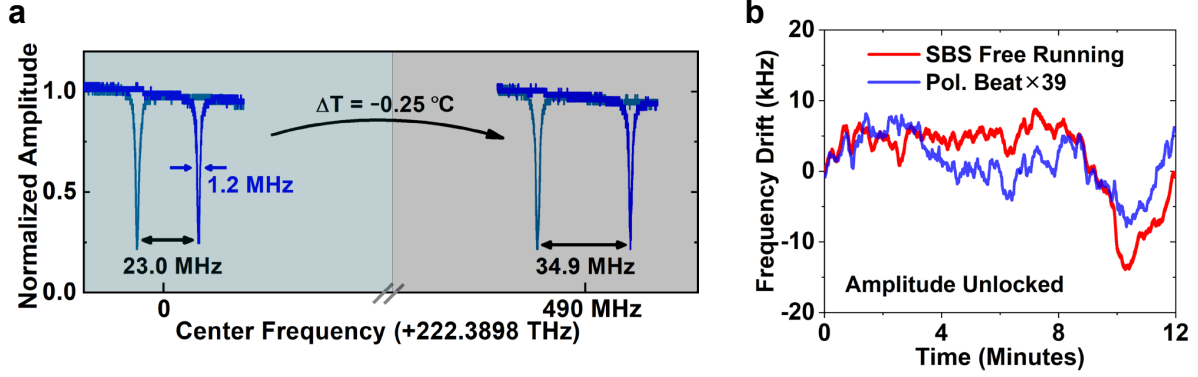 a
Normalized Amplitude
1.0
0.5
0.0
ΔT = −0.25 °C
1.2 MHz
23.0 MHz
34.9 MHz
0
490 MHz
Center Frequency (+222.3898 THz)
b
Frequency Drift (kHz)
20
10
0
-10
-20
SBS Free Running
Pol. Beat×39
Amplitude Unlocked
0
4
8
12
Time (Minutes)